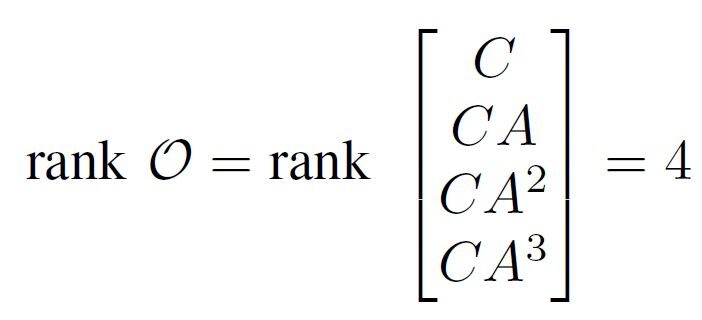 rank 𝒪 = rank [ C
CA
CA²
CA³ ] = 4